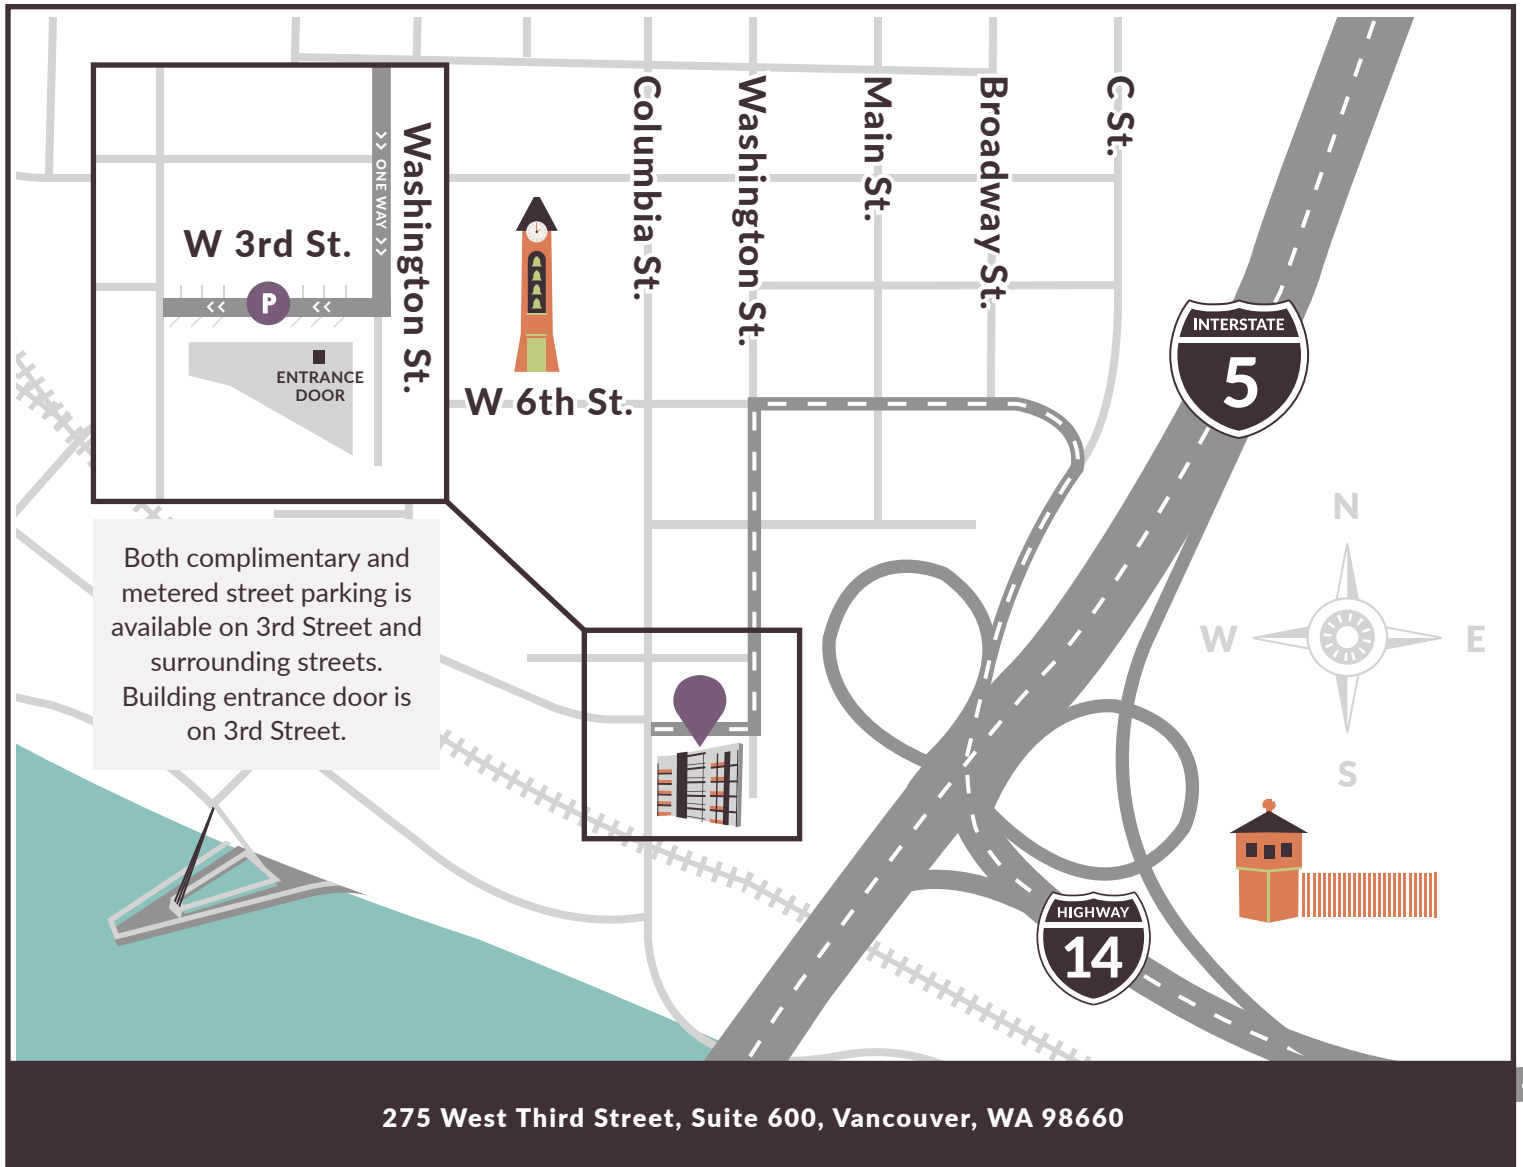 Columbia St.
Washington St.
Main St.
Broadway St.
C St.
Washington St.
ONE WAY
W 3rd St.
P
ENTRANCE
DOOR
W 6th St.
INTERSTATE
5
Both complimentary and
metered street parking is
available on 3rd Street and
surrounding streets.
Building entrance door is
on 3rd Street.
N
W
E
S
HIGHWAY
14
275 West Third Street, Suite 600, Vancouver, WA 98660